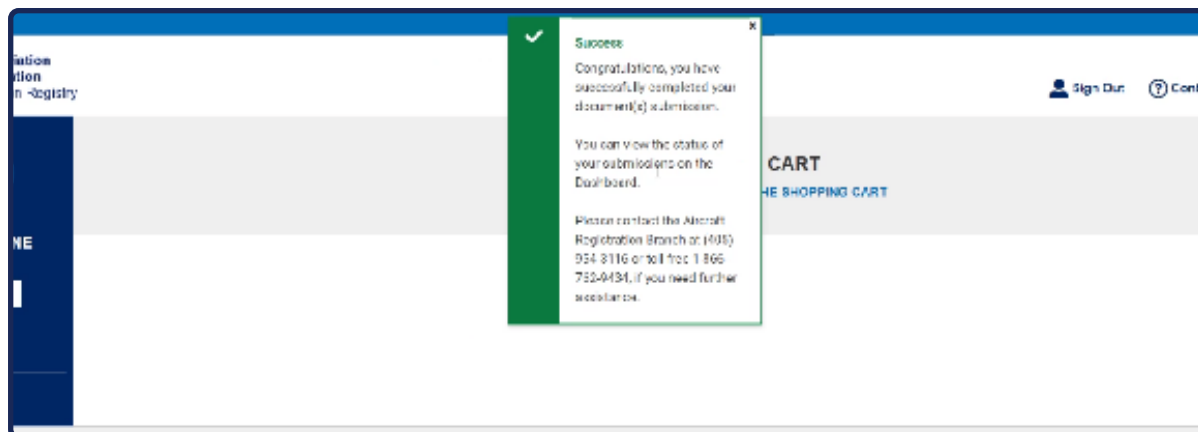 Success
Congratulations, you have
successfully completed your
document(s) submission.
You can view the status of
your submissions on the
Dashboard.
Please contact the Aircraft
Registration Branch at (405)
954-3116 or toll free 1-866-
762-9434, if you need further
assistance.
x
iation
ation
n Registry
Sign Out
? Cont
CART
HE SHOPPING CART
NE